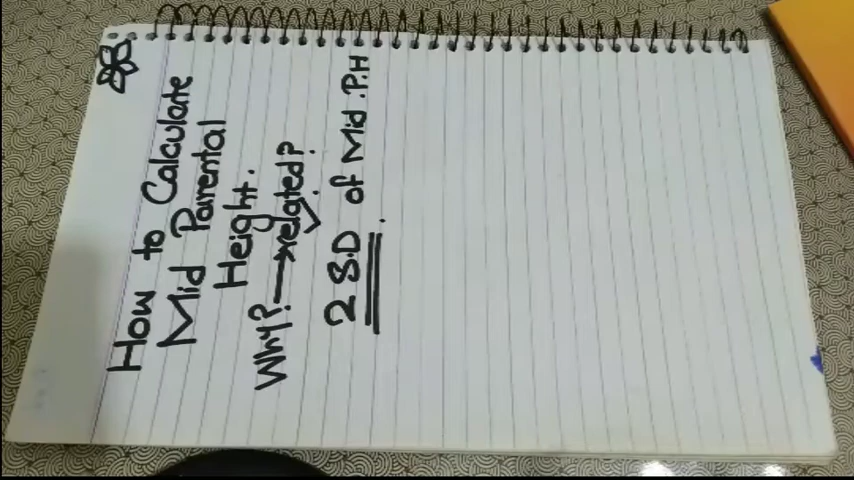 How to Calculate
Mid Parental
Height.
Why? → related?
2 S.D of Mid .P.H